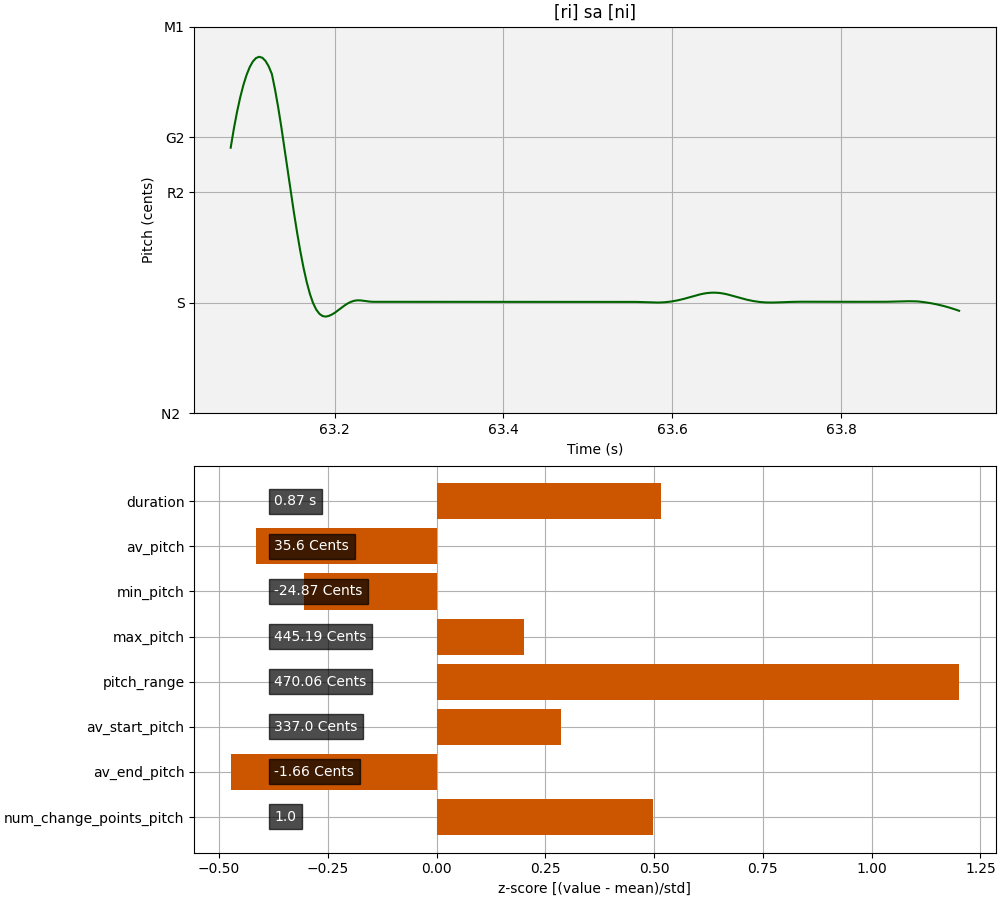 [ri] sa [ni]
M1
G2
R2
S
N2
Pitch (cents)
63.2 63.4 63.6 63.8
Time (s)
duration 0.87 s
av_pitch 35.6 Cents
min_pitch -24.87 Cents
max_pitch 445.19 Cents
pitch_range 470.06 Cents
av_start_pitch 337.0 Cents
av_end_pitch -1.66 Cents
num_change_points_pitch 1.0
−0.50 −0.25 0.00 0.25 0.50 0.75 1.00 1.25
z-score [(value - mean)/std]